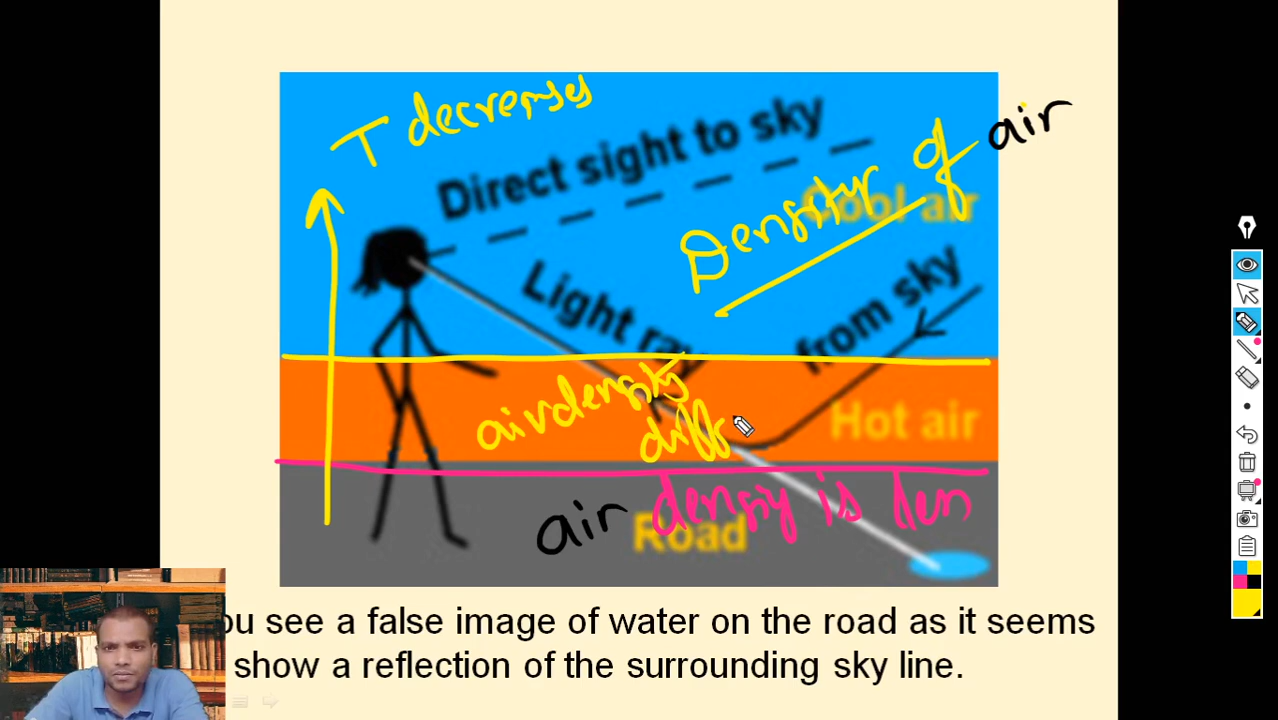 T decreases
Direct sight to sky
Density of air
Cool air
Light ray
from sky
air density
diff
Hot air
air density is den
Road
ou see a false image of water on the road as it seems
show a reflection of the surrounding sky line.